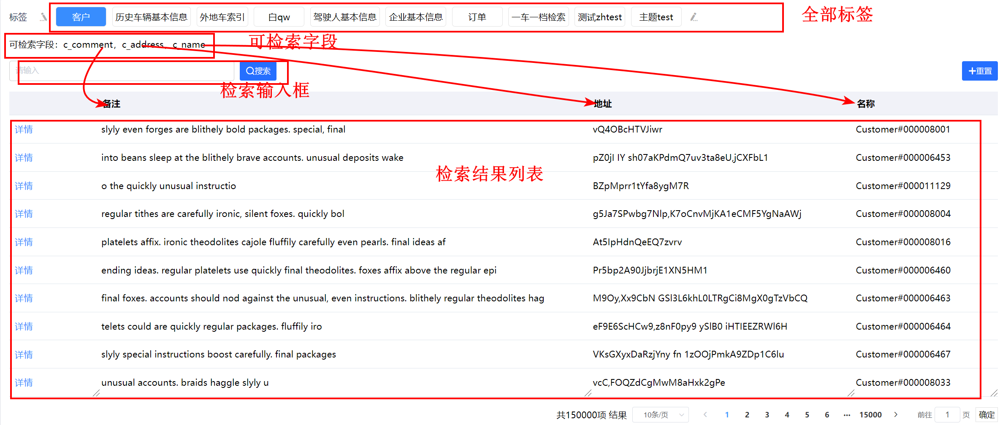 标签 客户 历史车辆基本信息 外地车索引 白qw 驾驶人基本信息 企业基本信息 订单 一车一档检索 测试zhtest 主题test 全部标签
可检索字段：c_comment，c_address，c_name 可检索字段
请输入 搜索 重置
检索输入框
备注 地址 名称
详情 slyly even forges are blithely bold packages. special, final vQ4OBcHTVJiwr Customer#000008001
详情 into beans sleep at the blithely brave accounts. unusual deposits wake pZ0jI IY sh07aKPdmQ7uv3ta8eU,jCXFbL1 Customer#000006453
检索结果列表
详情 o the quickly unusual instructio BZpMprr1tYfa8ygM7R Customer#000011129
详情 regular tithes are carefully ironic, silent foxes. quickly bol g5Ja7SPwbg7Nlp,K7oCnvMjKA1eCMF5YgNaAWj Customer#000008004
详情 platelets affix. ironic theodolites cajole fluffily carefully even pearls. final ideas af At5IpHdnQeEQ7zvrv Customer#000008016
详情 ending ideas. regular platelets use quickly final theodolites. foxes affix above the regular epi Pr5bp2A90JjbrjE1XN5HM1 Customer#000006460
详情 final foxes. accounts should nod against the unusual, even instructions. blithely regular theodolites hag M9Oy,Xx9CbN GSl3L6khL0LTRgCi8MgX0gTzVbCQ Customer#000006463
详情 telets could are quickly regular packages. fluffily iro eF9E6ScHCw9,z8nF0py9 ySlB0 iHTIEEZRWl6H Customer#000006464
详情 slyly special instructions boost carefully. final packages VKsGXyxDaRzjYny fn 1zOOjPmkA9ZDp1C6lu Customer#000006467
详情 unusual accounts. braids haggle slyly u vcC,FOQZdCgMwM8aHxk2gPe Customer#000008033
共150000项 结果 10条/页 1 2 3 4 5 6 ··· 15000 前往 1 页 确定